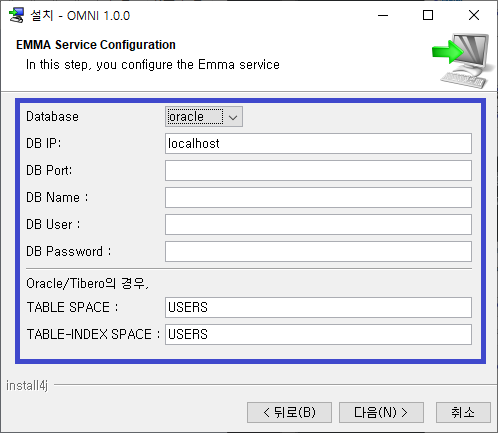 설치 - OMNI 1.0.0
EMMA Service Configuration
In this step, you configure the Emma service
Database oracle
DB IP: localhost
DB Port:
DB Name :
DB User :
DB Password :
Oracle/Tibero의 경우,
TABLE SPACE : USERS
TABLE-INDEX SPACE : USERS
install4j
< 뒤로(B) 다음(N) > 취소